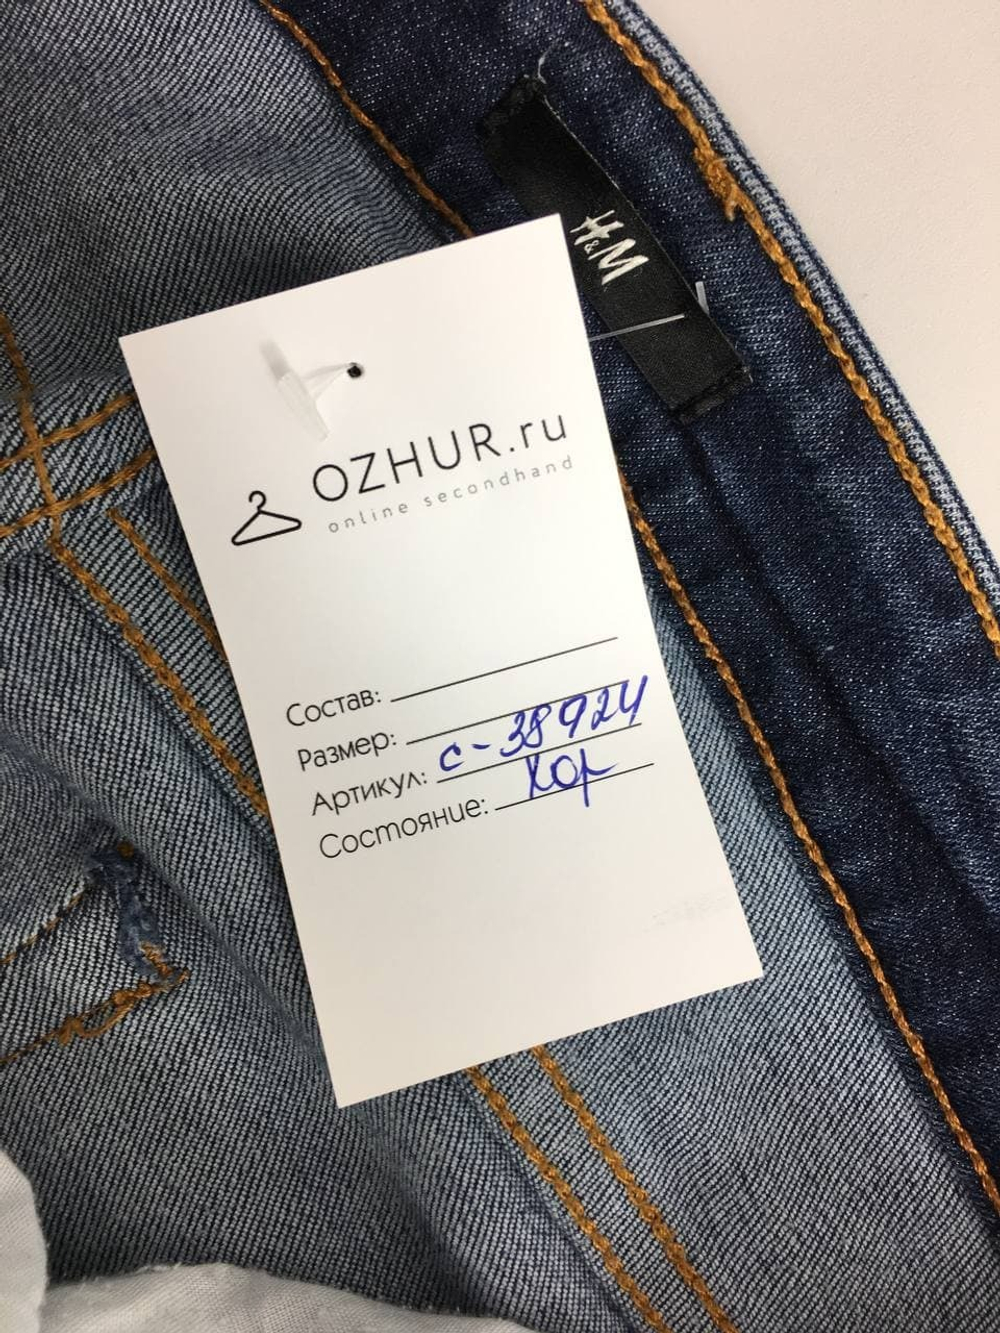 H&M
OZHUR.ru
online secondhand
Состав:
Размер:
Артикул: с-38924
Состояние: хор